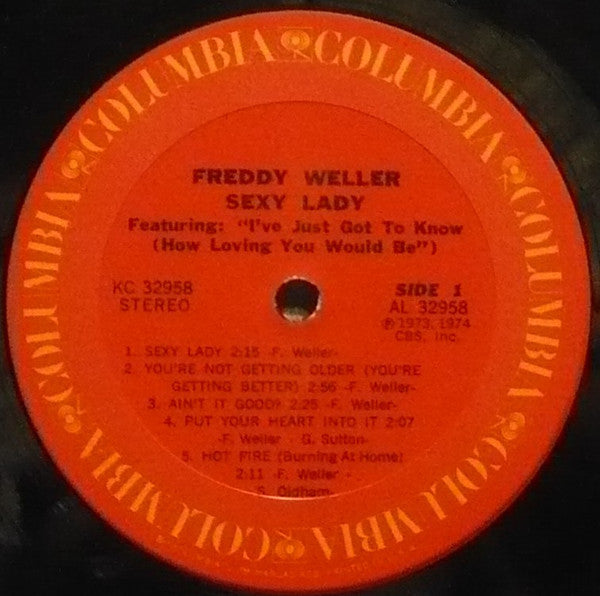 COLUMBIA COLUMBIA COLUMBIA COLUMBIA COLUMBIA COLUMBIA
FREDDY WELLER
SEXY LADY
Featuring: "I've Just Got To Know
(How Loving You Would Be")
KC 32958
STEREO
SIDE 1
AL 32958
Ⓟ 1973, 1974
CBS, Inc.
1. SEXY LADY 2:15 -F. Weller-
2. YOU'RE NOT GETTING OLDER (YOU'RE
GETTING BETTER) 2:56 -F. Weller-
3. AIN'T IT GOOD? 2:25 -F. Weller-
4. PUT YOUR HEART INTO IT 2:07
-F. Weller - G. Sutton-
5. HOT FIRE (Burning At Home)
2:11 -F. Weller -
S. Oldham-